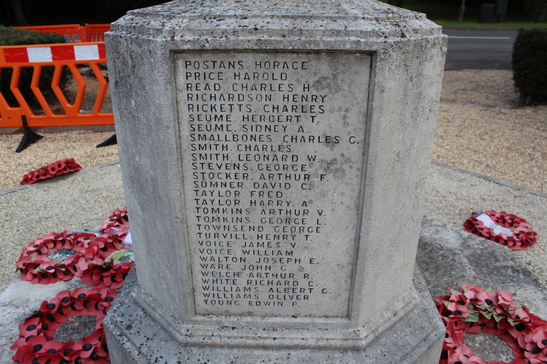 POSTANS, HORACE
PRICE, HAROLD
READ, CHARLES H.
RICHARDSON, HENRY
RICKETTS, CHARLES
SEUME, HERBERT T.
SEUME, SIDNEY A.
SMALLBONES, CHARLES G.
SMITH, CHARLES
SMITH, LEONARD W.
STEVENS, GEORGE
STOCKER, ARTHUR F.
SUMNER, DAVID C.
TAYLOR FRED
TAYLOR HARRY, A.
TOMKINS, ARTHUR V.
TOMKINS, GEORGE L.
TOWNSEND, GEORGE
TURVILL, HENRY T.
VOICE, JAMES, V.
VOICE, WILLIAM
WALTON, JOSEPH E.
WARE, JOHN G.
WELCH, ARTHUR R.
WHITE, RICHARD C.
WILLIAMS, ALBERT G.
WILLIAMS, OLIVER
YOUNG, EDWIN P.